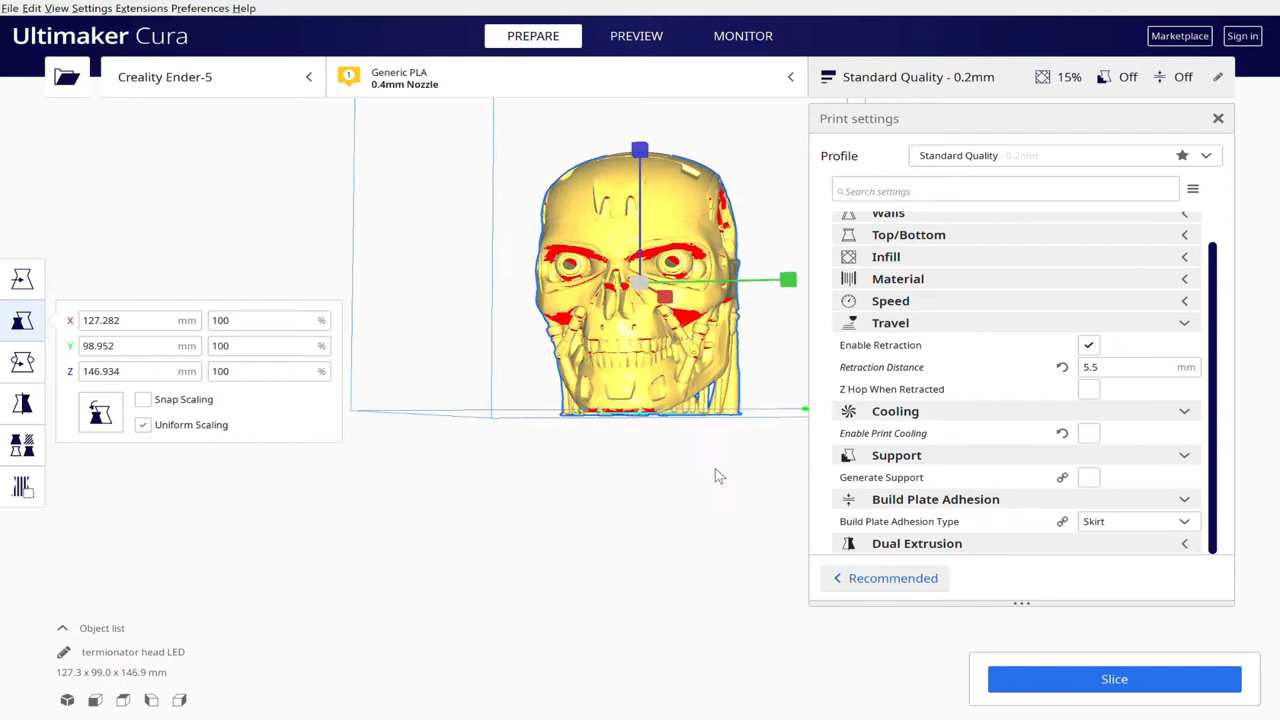 File Edit View Settings Extensions Preferences Help
Ultimaker Cura
PREPARE
PREVIEW
MONITOR
Marketplace
Sign in
Creality Ender-5
1
Generic PLA
0.4mm Nozzle
Standard Quality - 0.2mm
15%
Off
Off
Print settings
Profile
Standard Quality - 0.2mm
Search settings
Walls
Top/Bottom
Infill
Material
Speed
Travel
Enable Retraction
Retraction Distance 5.5 mm
Z Hop When Retracted
Cooling
Enable Print Cooling
Support
Generate Support
Build Plate Adhesion
Build Plate Adhesion Type Skirt
Dual Extrusion
Recommended
X 127.282 mm 100 %
Y 98.952 mm 100 %
Z 146.934 mm 100 %
Snap Scaling
Uniform Scaling
Object list
termionator head LED
127.3 x 99.0 x 146.9 mm
Slice